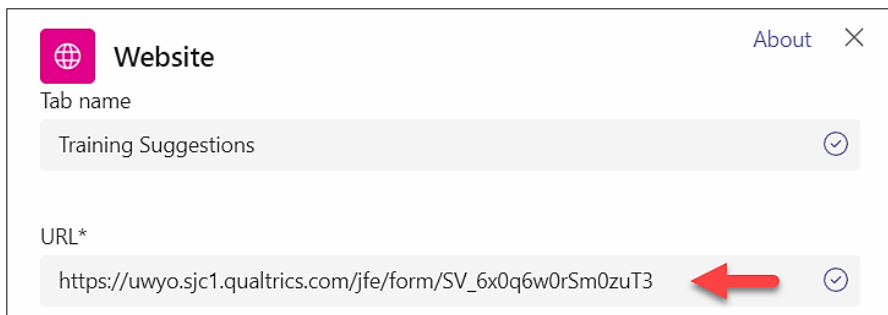 About
Website
Tab name
Training Suggestions
URL*
https://uwyo.sjc1.qualtrics.com/jfe/form/SV_6x0q6w0rSm0zuT3